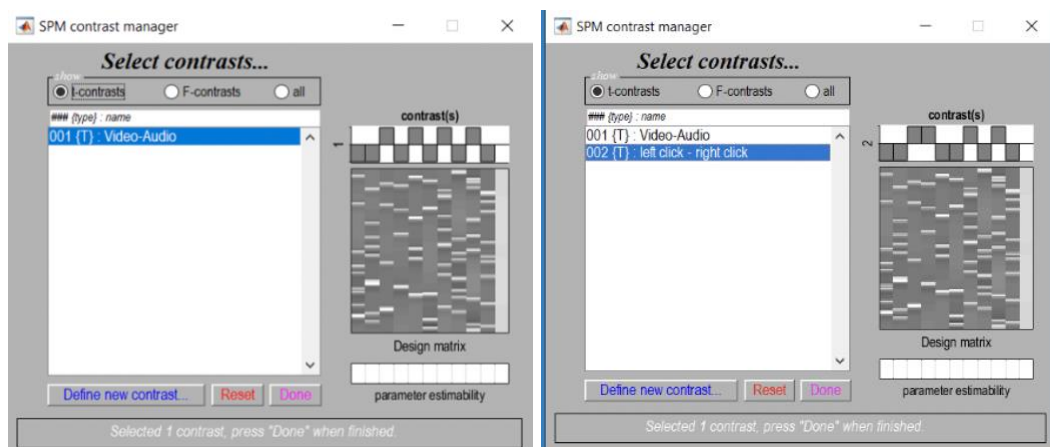 SPM contrast manager
Select contrasts...
show
t-contrasts F-contrasts all
### {type} : name
001 {T} : Video-Audio
contrast(s)
1
Design matrix
parameter estimability
Define new contrast... Reset Done
Selected 1 contrast, press "Done" when finished.
SPM contrast manager
Select contrasts...
show
t-contrasts F-contrasts all
### {type} : name
001 {T} : Video-Audio
002 {T} : left click - right click
contrast(s)
2
Design matrix
parameter estimability
Define new contrast... Reset Done
Selected 1 contrast, press "Done" when finished.